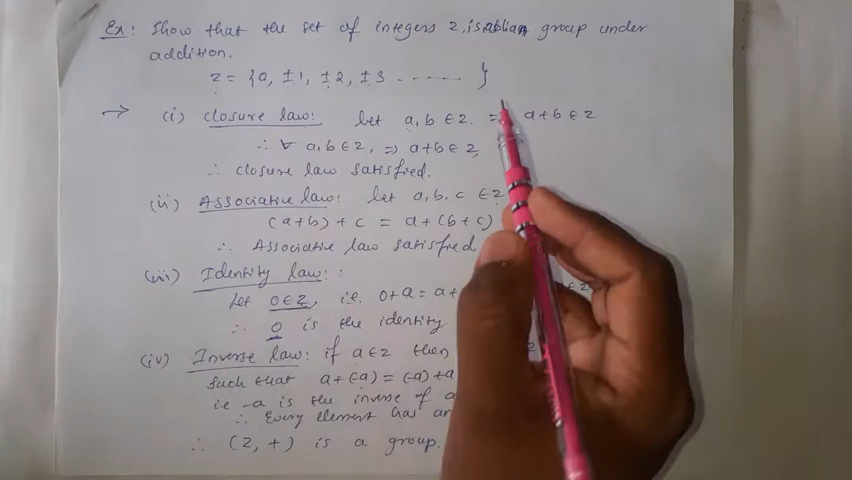 Ex: Show that the set of integers z, is group under
addition.
z = {0, ±1, ±2, ±3 ------ }
→ (i) closure law: let a, b ∈ z. ⇒ a+b ∈ z
∴ ∀ a, b ∈ z, ⇒ a+b ∈ z,
∴ closure law satisfied.
(ii) Associative law: let a, b, c ∈ z
(a+b) + c = a + (b+c)
∴ Associative law satisfied
(iii) Identity law: :
Let 0 ∈ z, i.e. 0+a = a+ ∈ z
∴ 0 is the identity
(iv) Inverse law: if a ∈ z then z
such that a + (-a) = (-a) + a
i.e -a is the inverse of a
∴ Every element has an
∴ (z, +) is a group.